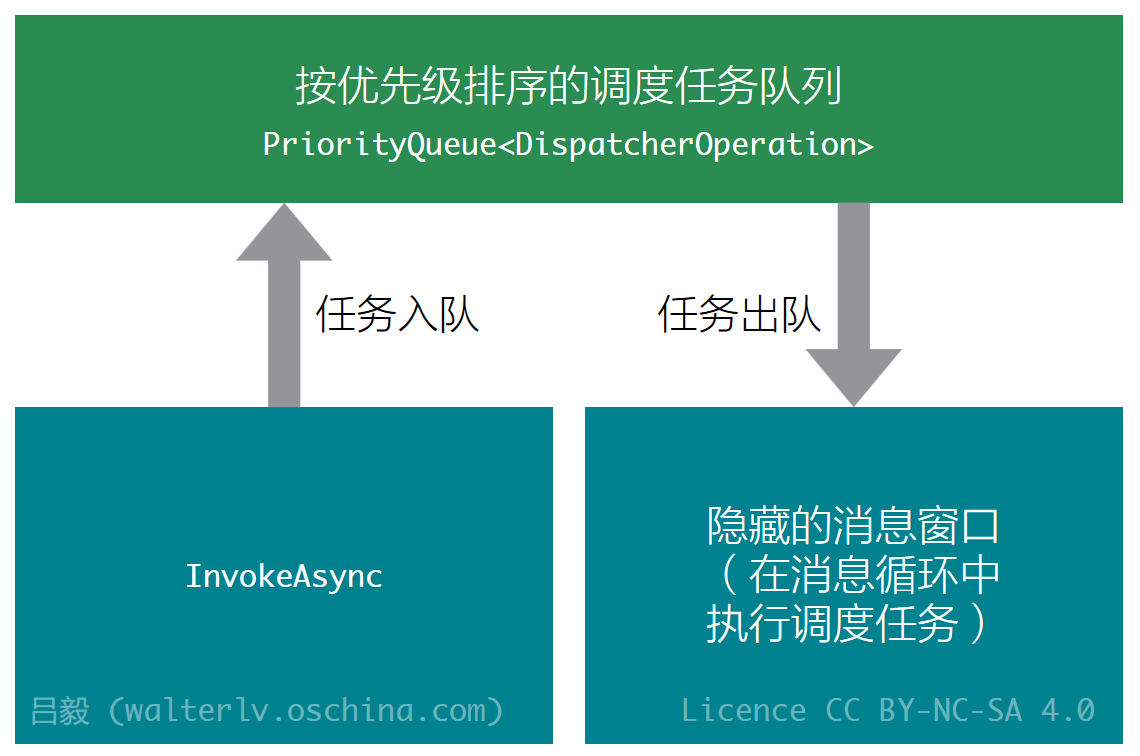 按优先级排序的调度任务队列
PriorityQueue<DispatcherOperation>
任务入队
任务出队
InvokeAsync
隐藏的消息窗口
（在消息循环中
执行调度任务）
吕毅 (walterlv.oschina.com)
Licence CC BY-NC-SA 4.0